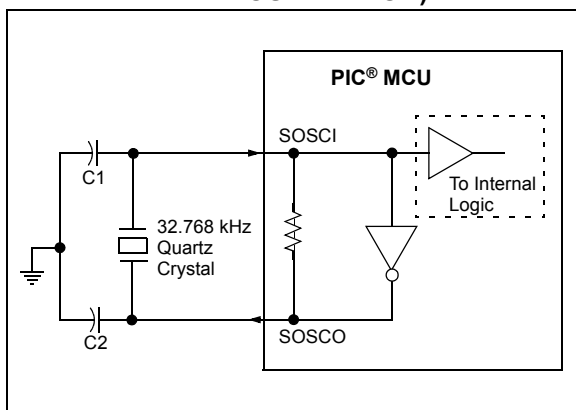 PIC® MCU
SOSCI
C1
To Internal
Logic
32.768 kHz
Quartz
Crystal
SOSCO
C2